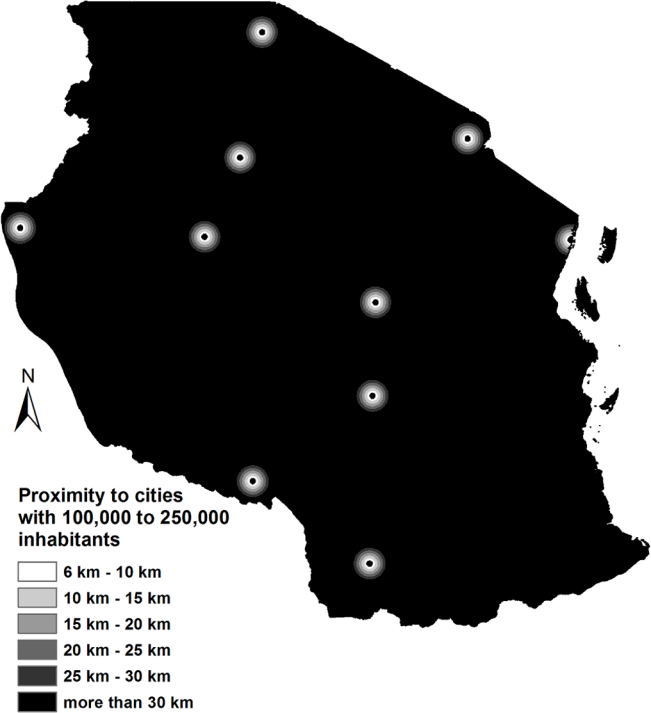 N
Proximity to cities
with 100,000 to 250,000
inhabitants
6 km - 10 km
10 km - 15 km
15 km - 20 km
20 km - 25 km
25 km - 30 km
more than 30 km